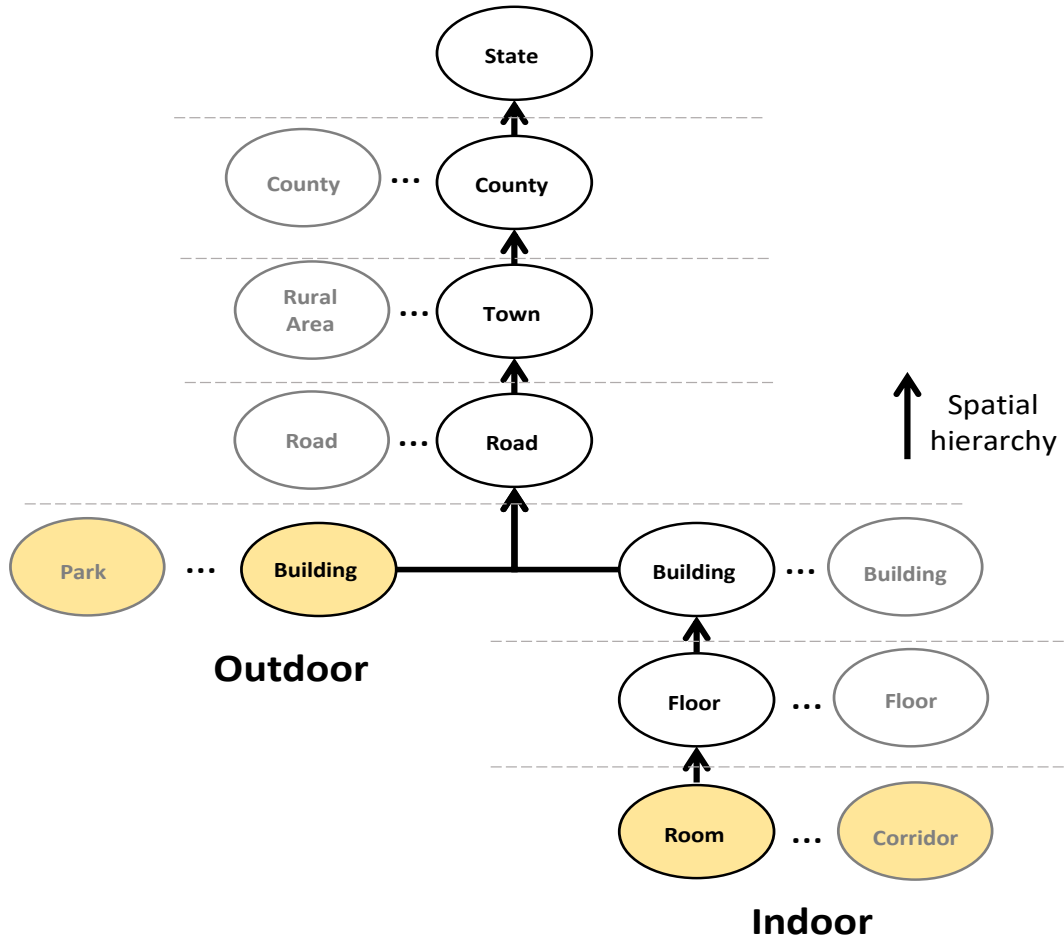 State
County
...
County
Rural
Area
...
Town
Road
...
Road
Spatial
hierarchy
Park
...
Building
Building
...
Building
Outdoor
Floor
...
Floor
Room
...
Corridor
Indoor